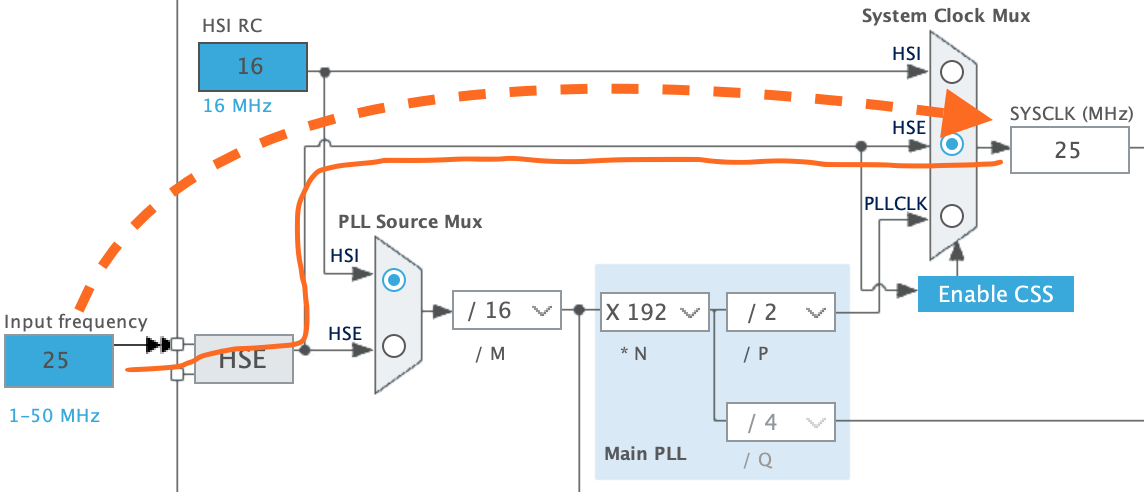 System Clock Mux
HSI RC
16
16 MHz
HSI
SYSCLK (MHz)
HSE
25
PLLCLK
PLL Source Mux
HSI
Enable CSS
Input frequency
25
1-50 MHz
HSE
HSE
/ 16
/ M
X 192
* N
/ 2
/ P
/ 4
/ Q
Main PLL